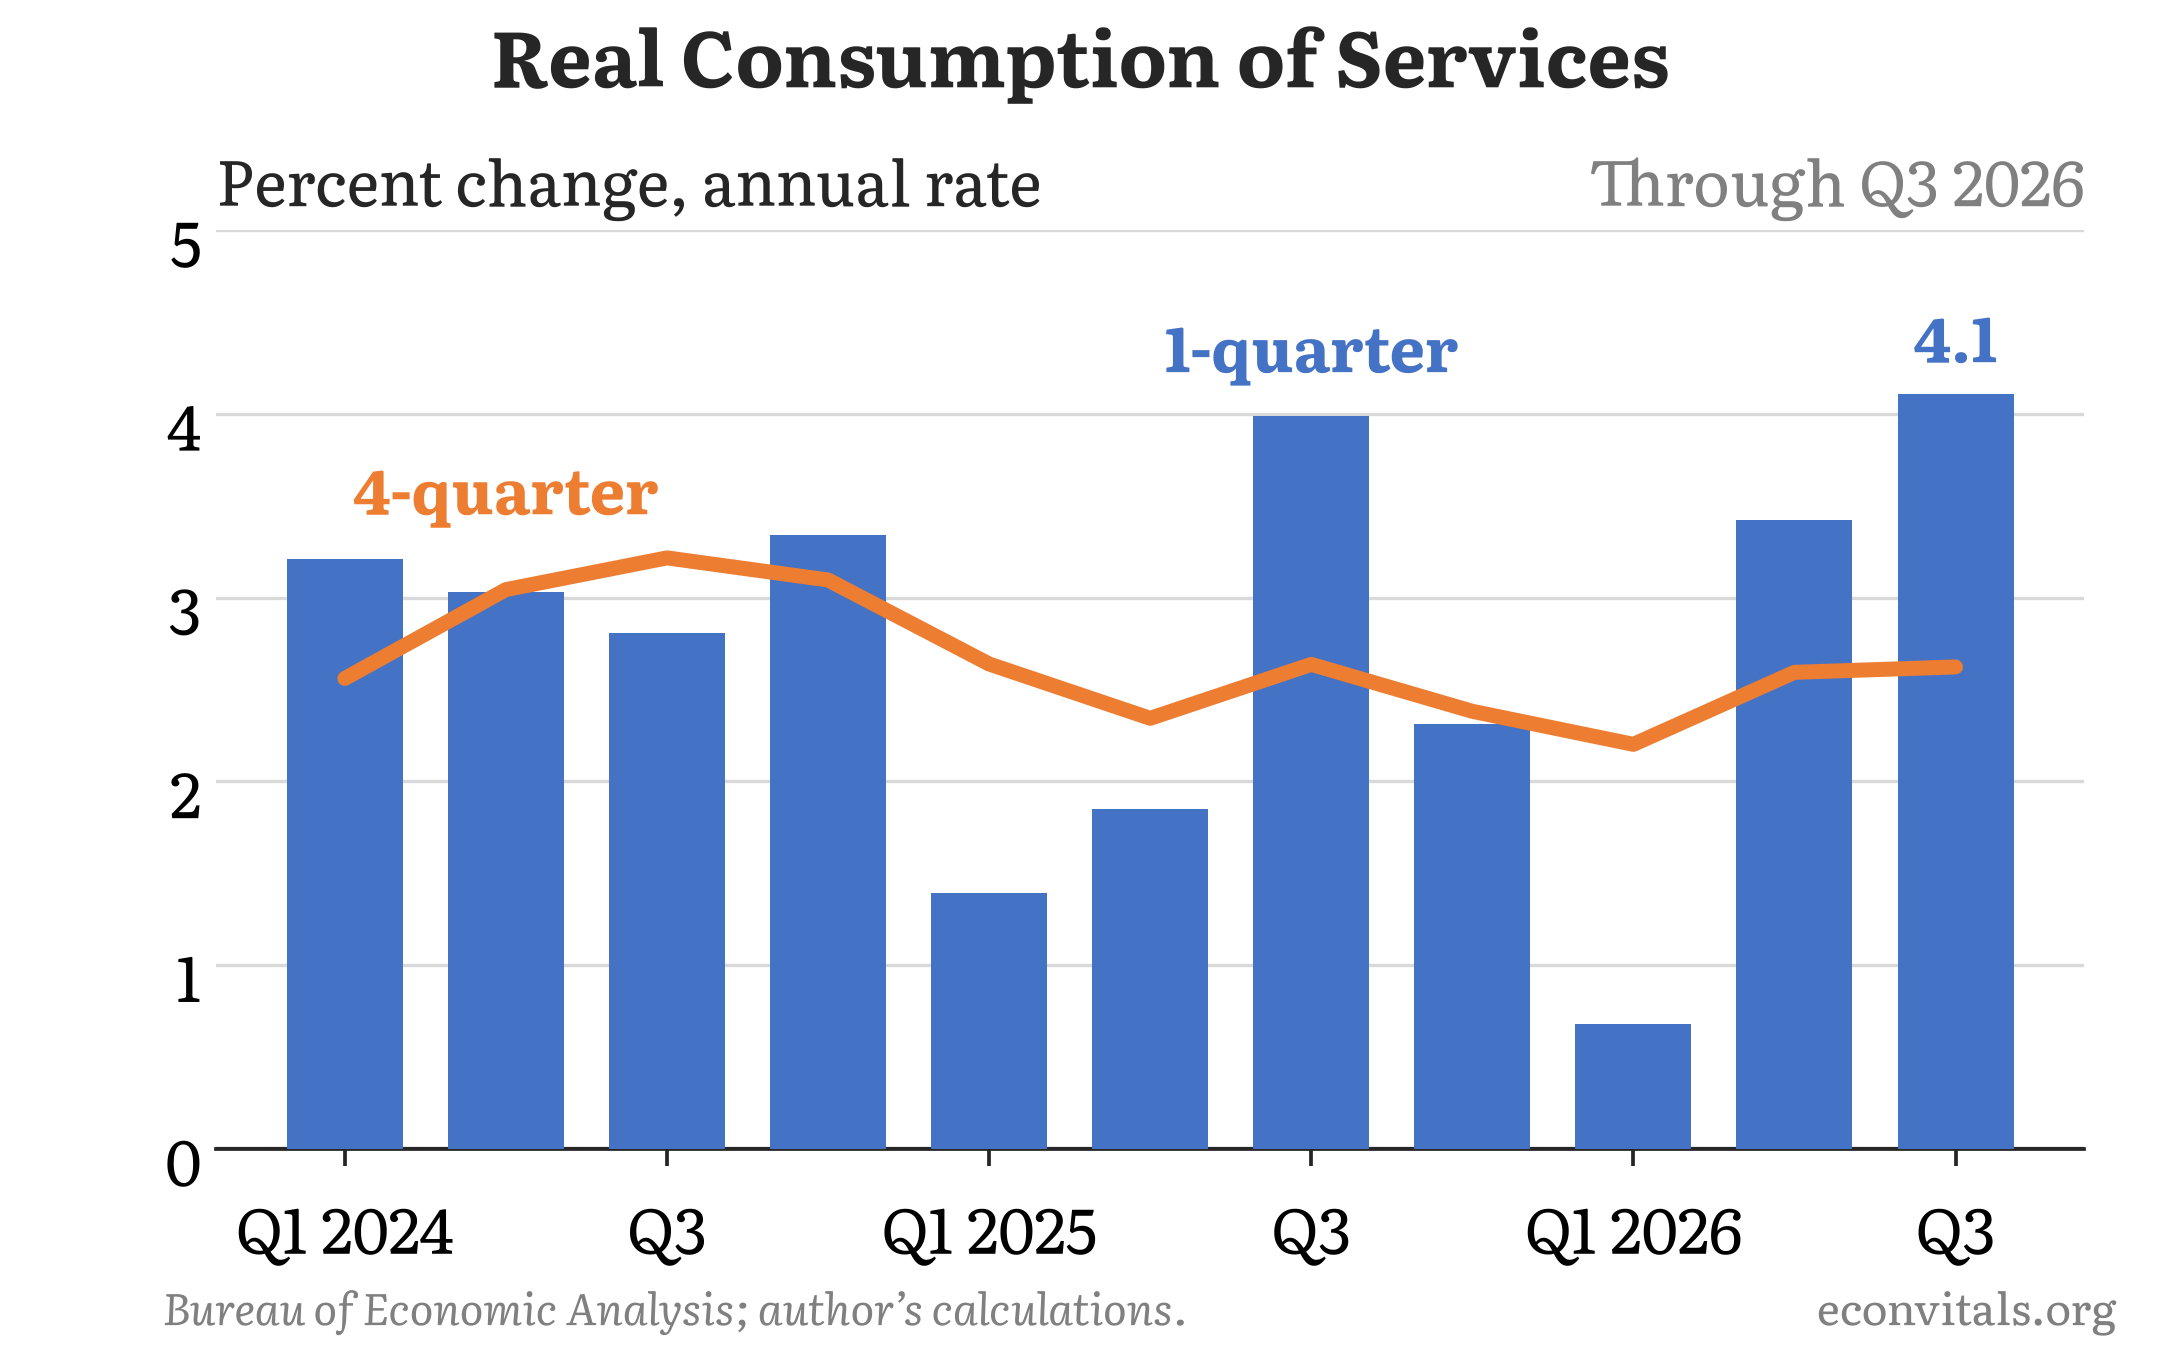 Real Consumption of Services
Percent change, annual rate
Through Q3 2026
5
4
3
2
1
0
4-quarter
1-quarter
4.1
Q1 2024
Q3
Q1 2025
Q3
Q1 2026
Q3
Bureau of Economic Analysis; author’s calculations.
econvitals.org